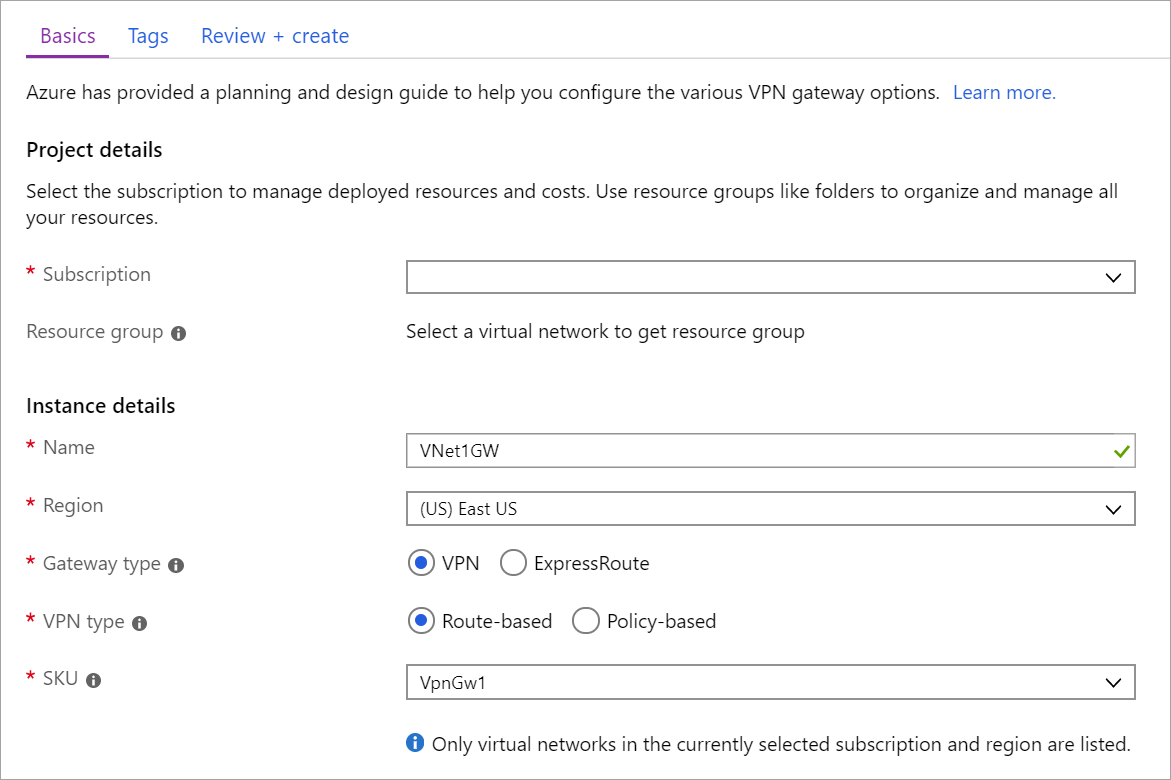 Basics Tags Review + create
Azure has provided a planning and design guide to help you configure the various VPN gateway options. Learn more.
Project details
Select the subscription to manage deployed resources and costs. Use resource groups like folders to organize and manage all
your resources.
* Subscription
Resource group Select a virtual network to get resource group
Instance details
* Name VNet1GW
* Region (US) East US
* Gateway type VPN ExpressRoute
* VPN type Route-based Policy-based
* SKU VpnGw1
Only virtual networks in the currently selected subscription and region are listed.